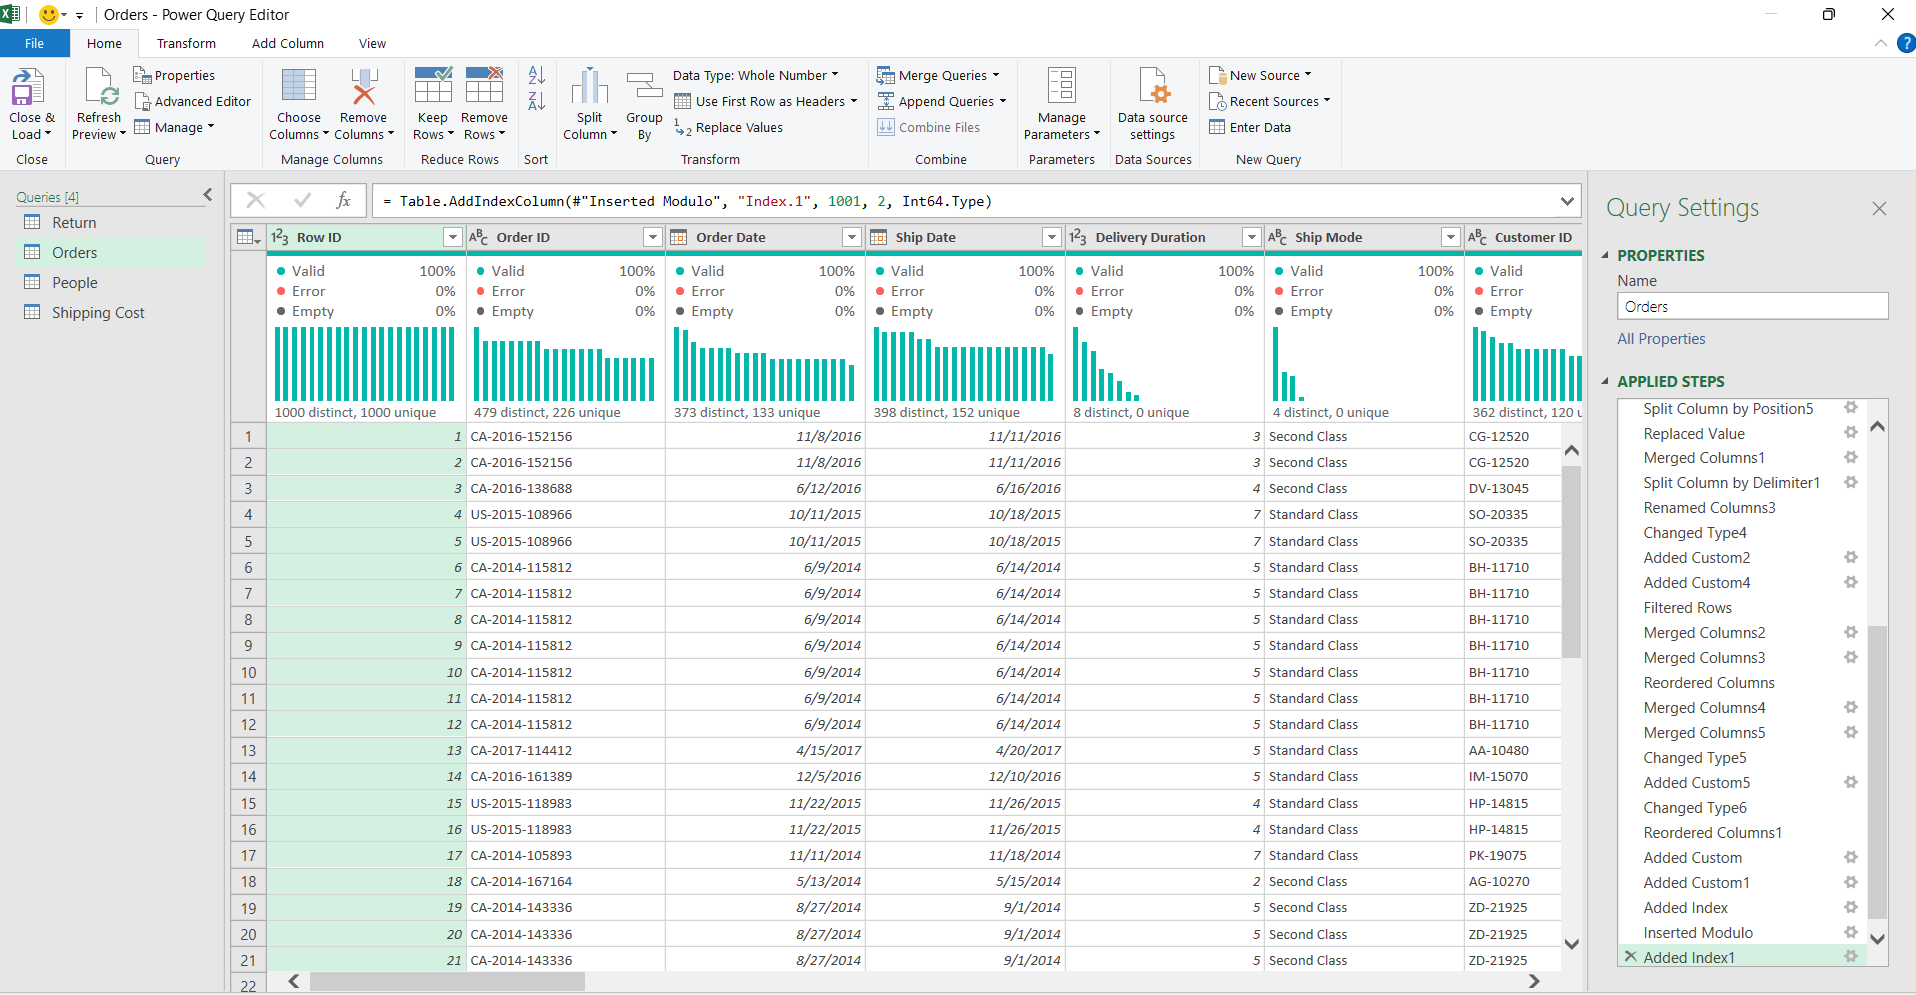 Orders - Power Query Editor
File Home Transform Add Column View
Close & Load
Close
Refresh Preview
Properties
Advanced Editor
Manage
Query
Choose Columns
Remove Columns
Manage Columns
Keep Rows
Remove Rows
Reduce Rows
Sort
Split Column
Group By
Data Type: Whole Number
Use First Row as Headers
Replace Values
Transform
Merge Queries
Append Queries
Combine Files
Combine
Manage Parameters
Parameters
Data source settings
Data Sources
New Source
Recent Sources
Enter Data
New Query
Queries [4]
Return
Orders
People
Shipping Cost
fx = Table.AddIndexColumn(#"Inserted Modulo", "Index.1", 1001, 2, Int64.Type)
Row ID Order ID Order Date Ship Date Delivery Duration Ship Mode Customer ID
Valid 100% Valid 100% Valid 100% Valid 100% Valid 100% Valid 100% Valid
Error 0% Error 0% Error 0% Error 0% Error 0% Error 0% Error
Empty 0% Empty 0% Empty 0% Empty 0% Empty 0% Empty 0% Empty
1000 distinct, 1000 unique 479 distinct, 226 unique 373 distinct, 133 unique 398 distinct, 152 unique 8 distinct, 0 unique 4 distinct, 0 unique 362 distinct, 120 u
1 1 CA-2016-152156 11/8/2016 11/11/2016 3 Second Class CG-12520
2 2 CA-2016-152156 11/8/2016 11/11/2016 3 Second Class CG-12520
3 3 CA-2016-138688 6/12/2016 6/16/2016 4 Second Class DV-13045
4 4 US-2015-108966 10/11/2015 10/18/2015 7 Standard Class SO-20335
5 5 US-2015-108966 10/11/2015 10/18/2015 7 Standard Class SO-20335
6 6 CA-2014-115812 6/9/2014 6/14/2014 5 Standard Class BH-11710
7 7 CA-2014-115812 6/9/2014 6/14/2014 5 Standard Class BH-11710
8 8 CA-2014-115812 6/9/2014 6/14/2014 5 Standard Class BH-11710
9 9 CA-2014-115812 6/9/2014 6/14/2014 5 Standard Class BH-11710
10 10 CA-2014-115812 6/9/2014 6/14/2014 5 Standard Class BH-11710
11 11 CA-2014-115812 6/9/2014 6/14/2014 5 Standard Class BH-11710
12 12 CA-2014-115812 6/9/2014 6/14/2014 5 Standard Class BH-11710
13 13 CA-2017-114412 4/15/2017 4/20/2017 5 Standard Class AA-10480
14 14 CA-2016-161389 12/5/2016 12/10/2016 5 Standard Class IM-15070
15 15 US-2015-118983 11/22/2015 11/26/2015 4 Standard Class HP-14815
16 16 US-2015-118983 11/22/2015 11/26/2015 4 Standard Class HP-14815
17 17 CA-2014-105893 11/11/2014 11/18/2014 7 Standard Class PK-19075
18 18 CA-2014-167164 5/13/2014 5/15/2014 2 Second Class AG-10270
19 19 CA-2014-143336 8/27/2014 9/1/2014 5 Second Class ZD-21925
20 20 CA-2014-143336 8/27/2014 9/1/2014 5 Second Class ZD-21925
21 21 CA-2014-143336 8/27/2014 9/1/2014 5 Second Class ZD-21925
22
Query Settings
PROPERTIES
Name
Orders
All Properties
APPLIED STEPS
Split Column by Position5
Replaced Value
Merged Columns1
Split Column by Delimiter1
Renamed Columns3
Changed Type4
Added Custom2
Added Custom4
Filtered Rows
Merged Columns2
Merged Columns3
Reordered Columns
Merged Columns4
Merged Columns5
Changed Type5
Added Custom5
Changed Type6
Reordered Columns1
Added Custom
Added Custom1
Added Index
Inserted Modulo
Added Index1